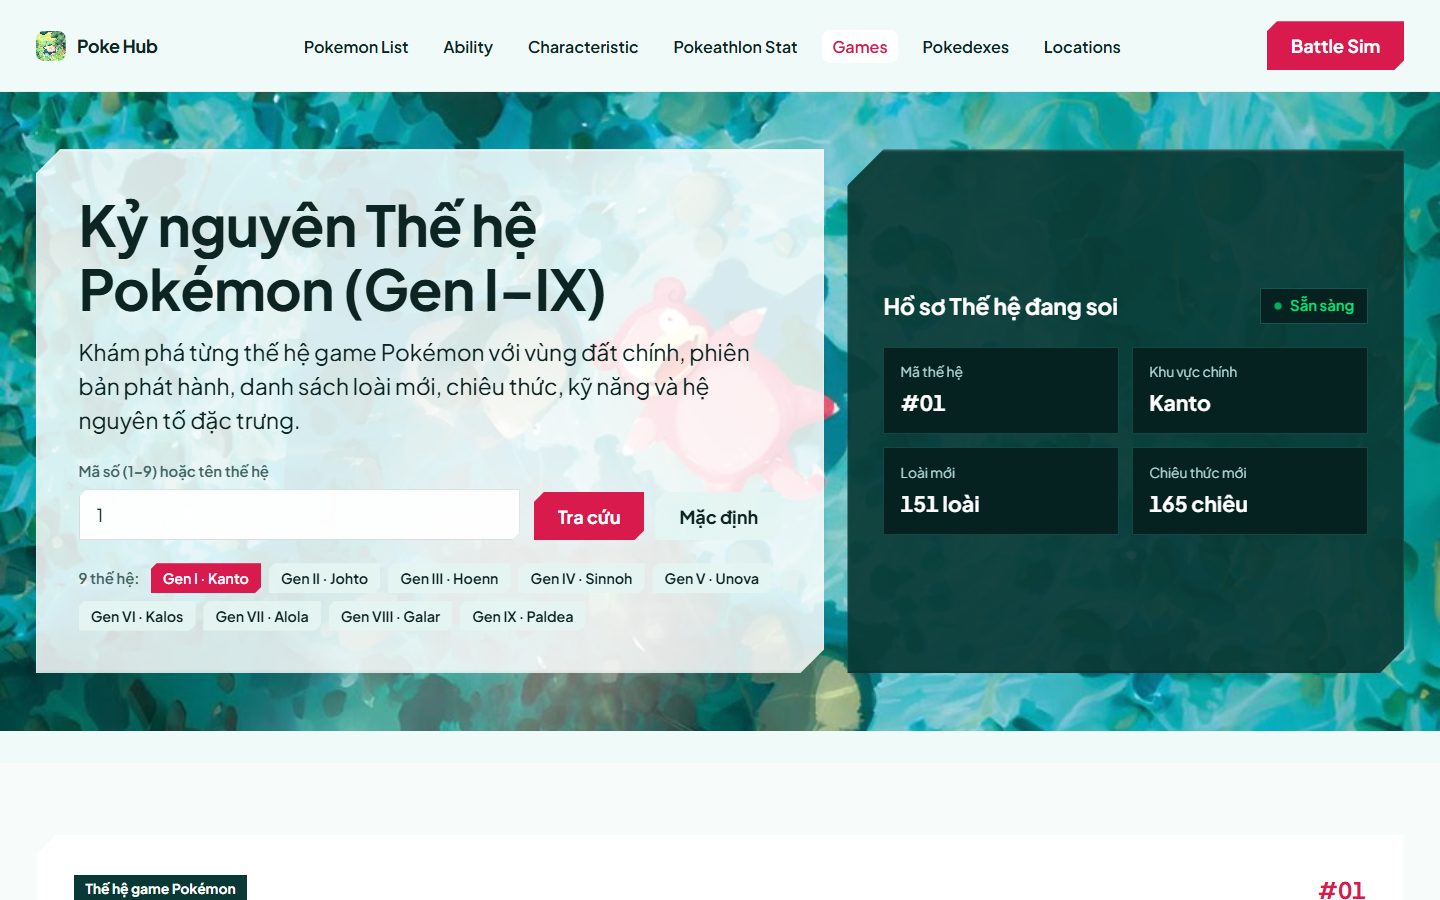 Poke Hub
Pokemon List
Ability
Characteristic
Pokeathlon Stat
Games
Pokedexes
Locations
Battle Sim
Kỷ nguyên Thế hệ
Pokémon (Gen I–IX)
Khám phá từng thế hệ game Pokémon với vùng đất chính, phiên
bản phát hành, danh sách loài mới, chiêu thức, kỹ năng và hệ
nguyên tố đặc trưng.
Mã số (1–9) hoặc tên thế hệ
1
Tra cứu
Mặc định
9 thế hệ:
Gen I · Kanto
Gen II · Johto
Gen III · Hoenn
Gen IV · Sinnoh
Gen V · Unova
Gen VI · Kalos
Gen VII · Alola
Gen VIII · Galar
Gen IX · Paldea
Hồ sơ Thế hệ đang soi
Sẵn sàng
Mã thế hệ
#01
Khu vực chính
Kanto
Loài mới
151 loài
Chiêu thức mới
165 chiêu
Thế hệ game Pokémon
#01